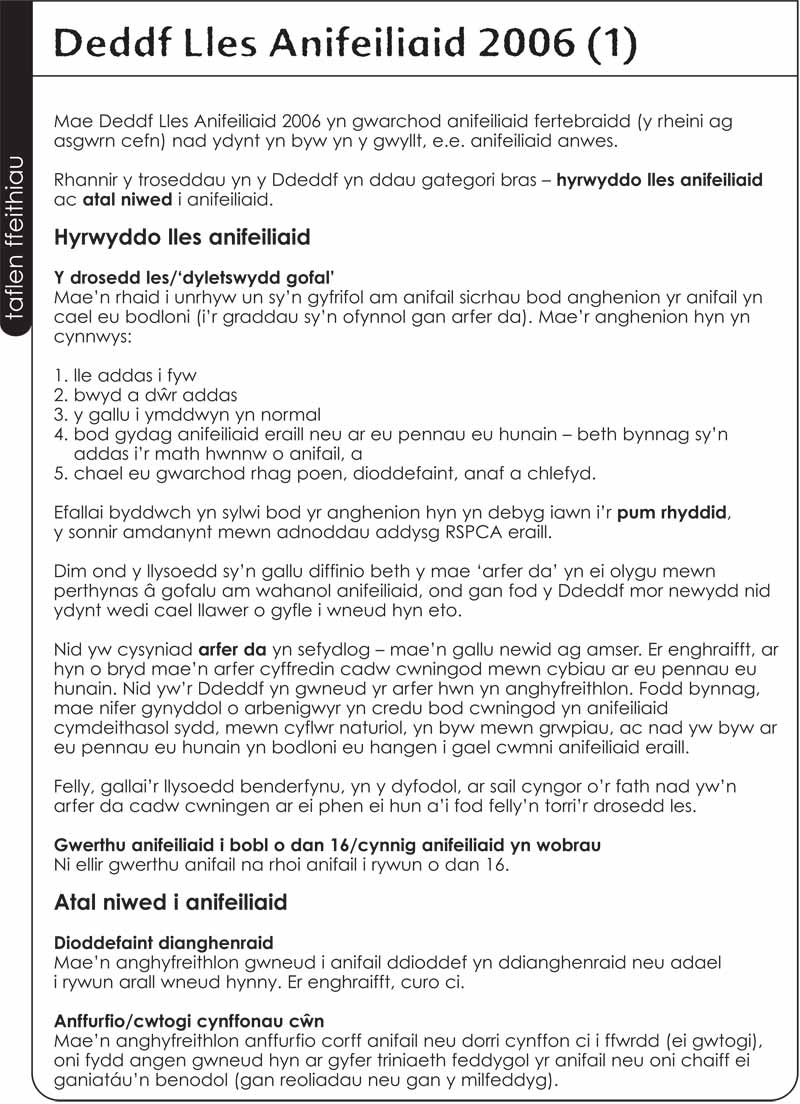 Deddf Lles Anifeiliaid 2006 (1)
taflen ffeithiau
Mae Deddf Lles Anifeiliaid 2006 yn gwarchod anifeiliaid fertebraidd (y rheini ag
asgwrn cefn) nad ydynt yn byw yn y gwyllt, e.e. anifeiliaid anwes.
Rhannir y troseddau yn y Ddeddf yn ddau gategori bras – hyrwyddo lles anifeiliaid
ac atal niwed i anifeiliaid.
Hyrwyddo lles anifeiliaid
Y drosedd les/‘dyletswydd gofal’
Mae’n rhaid i unrhyw un sy’n gyfrifol am anifail sicrhau bod anghenion yr anifail yn
cael eu bodloni (i’r graddau sy’n ofynnol gan arfer da). Mae’r anghenion hyn yn
cynnwys:
1. lle addas i fyw
2. bwyd a dŵr addas
3. y gallu i ymddwyn yn normal
4. bod gydag anifeiliaid eraill neu ar eu pennau eu hunain – beth bynnag sy’n
addas i’r math hwnnw o anifail, a
5. chael eu gwarchod rhag poen, dioddefaint, anaf a chlefyd.
Efallai byddwch yn sylwi bod yr anghenion hyn yn debyg iawn i’r pum rhyddid,
y sonnir amdanynt mewn adnoddau addysg RSPCA eraill.
Dim ond y llysoedd sy’n gallu diffinio beth y mae ‘arfer da’ yn ei olygu mewn
perthynas â gofalu am wahanol anifeiliaid, ond gan fod y Ddeddf mor newydd nid
ydynt wedi cael llawer o gyfle i wneud hyn eto.
Nid yw cysyniad arfer da yn sefydlog – mae’n gallu newid ag amser. Er enghraifft, ar
hyn o bryd mae’n arfer cyffredin cadw cwningod mewn cybiau ar eu pennau eu
hunain. Nid yw’r Ddeddf yn gwneud yr arfer hwn yn anghyfreithlon. Fodd bynnag,
mae nifer gynyddol o arbenigwyr yn credu bod cwningod yn anifeiliaid
cymdeithasol sydd, mewn cyflwr naturiol, yn byw mewn grwpiau, ac nad yw byw ar
eu pennau eu hunain yn bodloni eu hangen i gael cwmni anifeiliaid eraill.
Felly, gallai’r llysoedd benderfynu, yn y dyfodol, ar sail cyngor o’r fath nad yw’n
arfer da cadw cwningen ar ei phen ei hun a’i fod felly’n torri’r drosedd les.
Gwerthu anifeiliaid i bobl o dan 16/cynnig anifeiliaid yn wobrau
Ni ellir gwerthu anifail na rhoi anifail i rywun o dan 16.
Atal niwed i anifeiliaid
Dioddefaint dianghenraid
Mae’n anghyfreithlon gwneud i anifail ddioddef yn ddianghenraid neu adael
i rywun arall wneud hynny. Er enghraifft, curo ci.
Anffurfio/cwtogi cynffonau cŵn
Mae’n anghyfreithlon anffurfio corff anifail neu dorri cynffon ci i ffwrdd (ei gwtogi),
oni fydd angen gwneud hyn ar gyfer triniaeth feddygol yr anifail neu oni chaiff ei
ganiatáu’n benodol (gan reoliadau neu gan y milfeddyg).